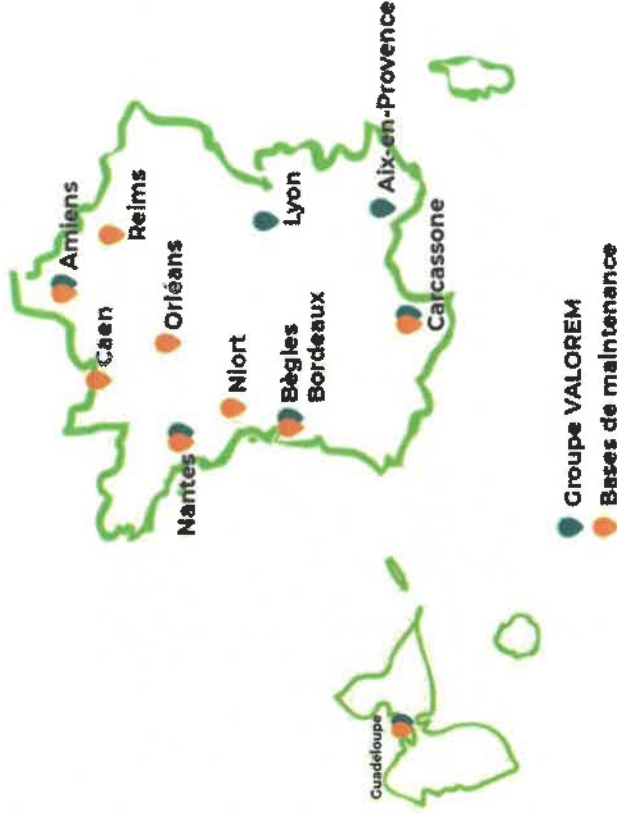 Amiens
Caen
Reims
Orléans
Nantes
Niort
Bègles
Bordeaux
Lyon
Aix-en-Provence
Carcassone
Guadeloupe
Groupe VALOREM
Bases de maintenance